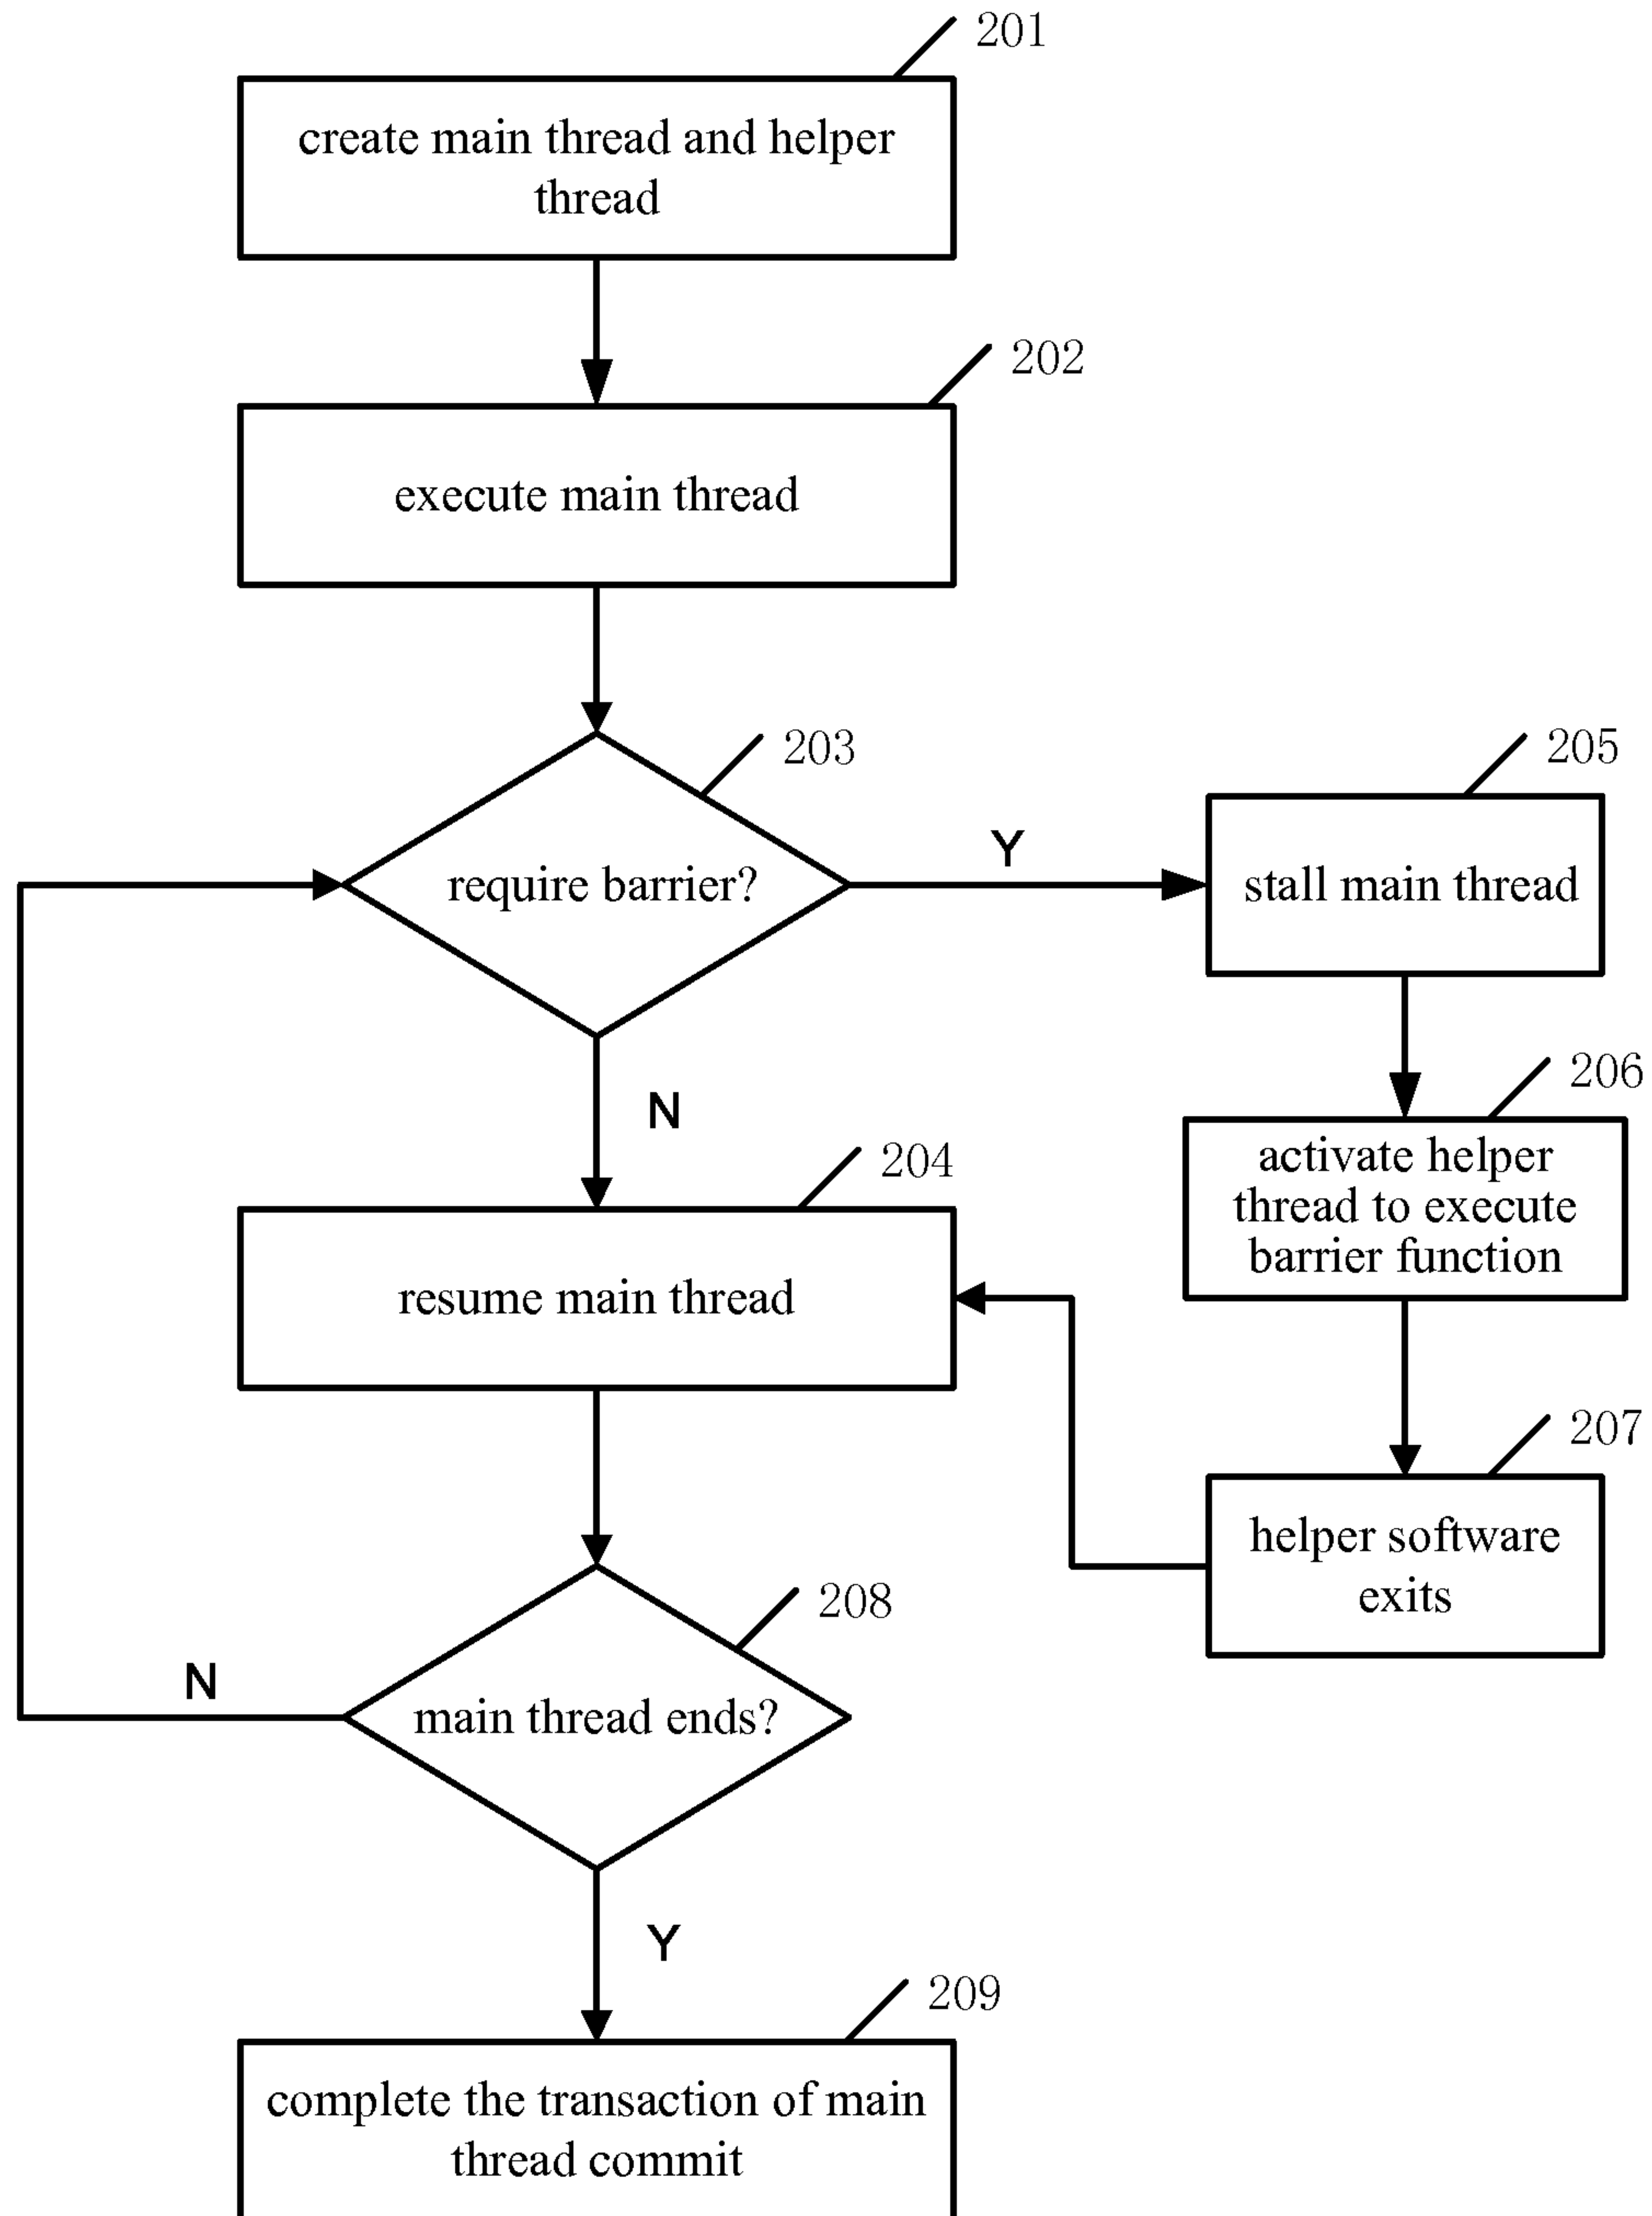 201
create main thread and helper
thread
202
execute main thread
203
require barrier?
Y
205
stall main thread
N
206
activate helper
thread to execute
barrier function
204
resume main thread
207
helper software
exits
208
main thread ends?
N
Y
209
complete the transaction of main
thread commit